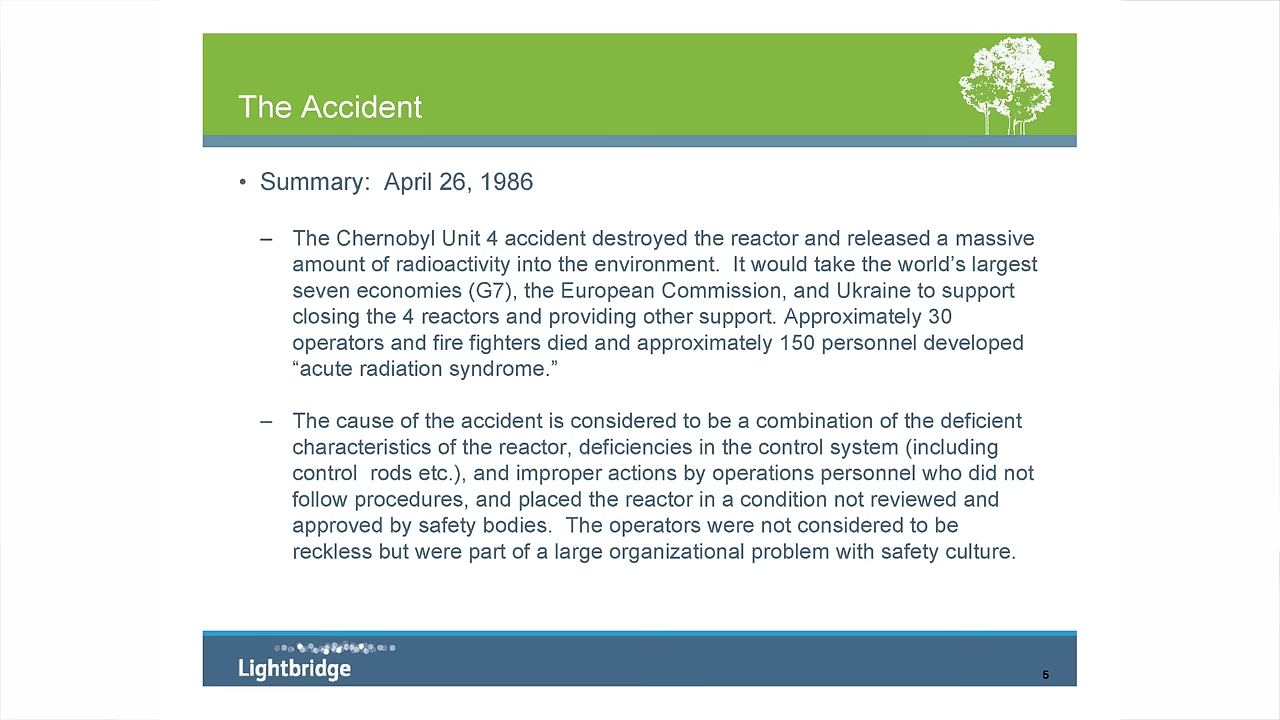 The Accident
• Summary:  April 26, 1986
– The Chernobyl Unit 4 accident destroyed the reactor and released a massive
amount of radioactivity into the environment.  It would take the world’s largest
seven economies (G7), the European Commission, and Ukraine to support
closing the 4 reactors and providing other support. Approximately 30
operators and fire fighters died and approximately 150 personnel developed
“acute radiation syndrome.”
– The cause of the accident is considered to be a combination of the deficient
characteristics of the reactor, deficiencies in the control system (including
control  rods etc.), and improper actions by operations personnel who did not
follow procedures, and placed the reactor in a condition not reviewed and
approved by safety bodies.  The operators were not considered to be
reckless but were part of a large organizational problem with safety culture.
Lightbridge
5